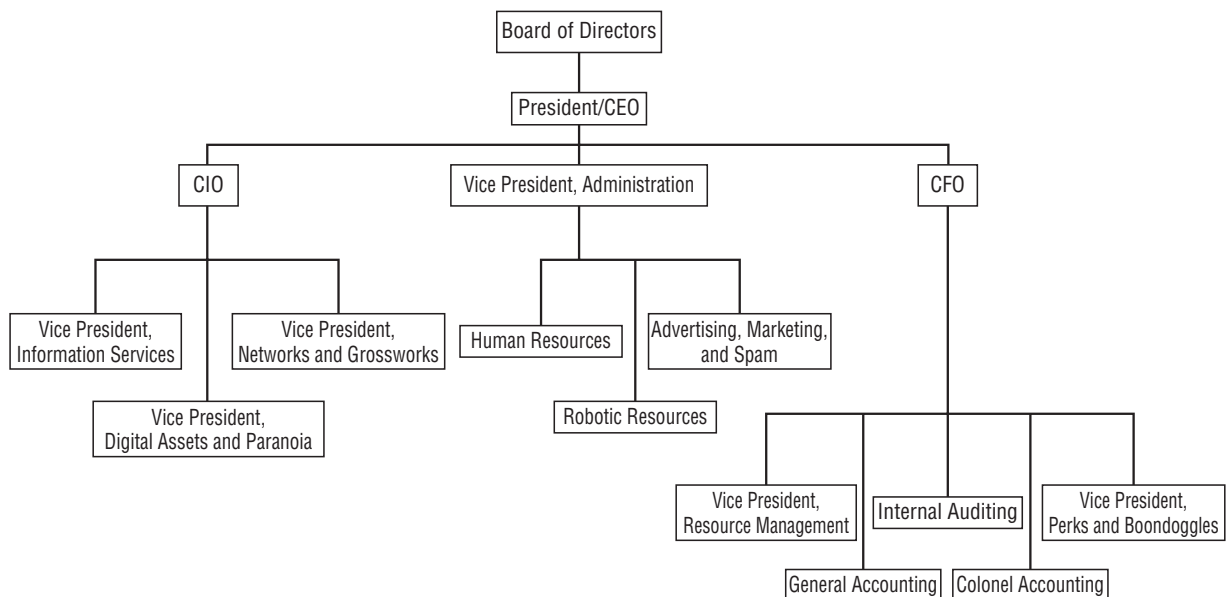 Board of Directors
President/CEO
CIO
Vice President, Administration
CFO
Vice President,
Information Services
Vice President,
Networks and Grossworks
Human Resources
Advertising, Marketing,
and Spam
Vice President,
Digital Assets and Paranoia
Robotic Resources
Vice President,
Resource Management
Internal Auditing
Vice President,
Perks and Boondoggles
General Accounting
Colonel Accounting